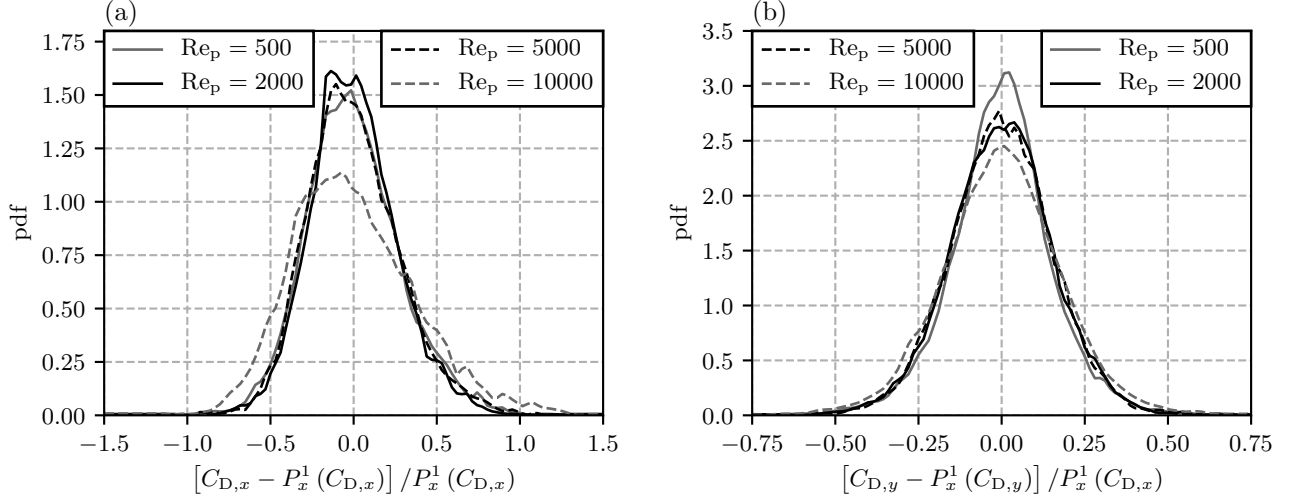 (a)
Re_p = 500
Re_p = 2000
Re_p = 5000
Re_p = 10000
pdf
1.75
1.50
1.25
1.00
0.75
0.50
0.25
0.00
−1.5 −1.0 −0.5 0.0 0.5 1.0 1.5
[C_{D,x} − P_x^1 (C_{D,x})] / P_x^1 (C_{D,x})
(b)
Re_p = 5000
Re_p = 10000
Re_p = 500
Re_p = 2000
pdf
3.5
3.0
2.5
2.0
1.5
1.0
0.5
0.0
−0.75 −0.50 −0.25 0.00 0.25 0.50 0.75
[C_{D,y} − P_x^1 (C_{D,y})] / P_x^1 (C_{D,x})